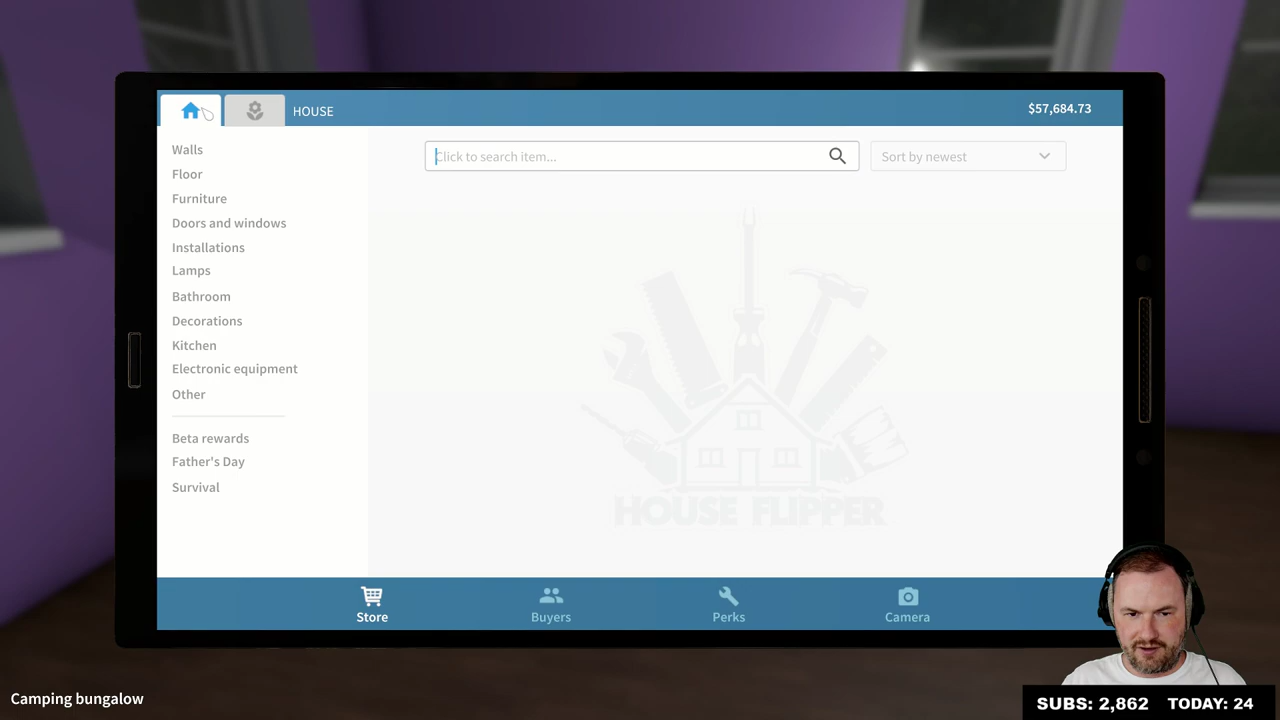 HOUSE
$57,684.73
Click to search item...
Sort by newest
Walls
Floor
Furniture
Doors and windows
Installations
Lamps
Bathroom
Decorations
Kitchen
Electronic equipment
Other
Beta rewards
Father's Day
Survival
HOUSE FLIPPER
Store
Buyers
Perks
Camera
Camping bungalow
SUBS: 2,862 TODAY: 24